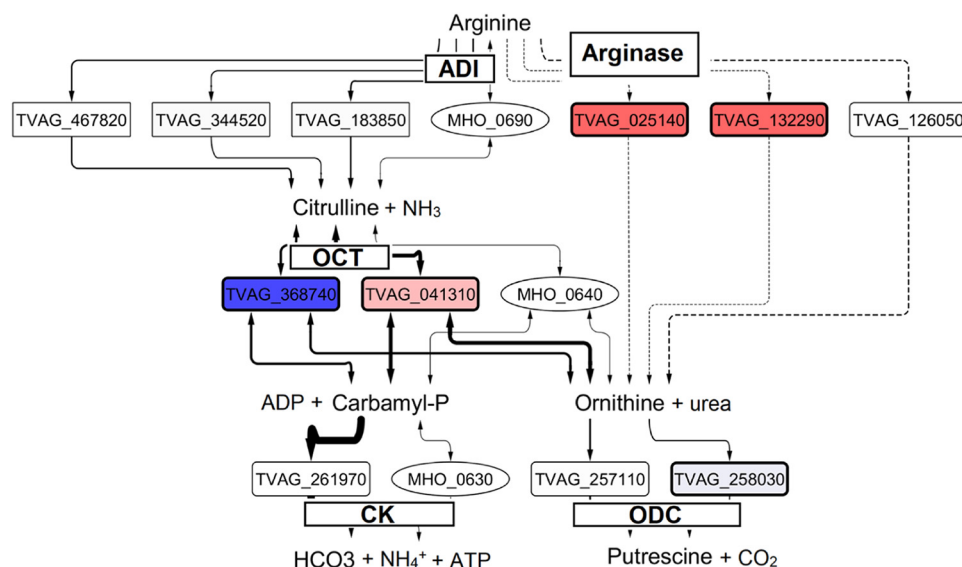 Arginine
ADI
Arginase
TVAG_467820
TVAG_344520
TVAG_183850
MHO_0690
TVAG_025140
TVAG_132290
TVAG_126050
Citrulline + NH₃
OCT
TVAG_368740
TVAG_041310
MHO_0640
ADP + Carbamyl-P
Ornithine + urea
TVAG_261970
MHO_0630
TVAG_257110
TVAG_258030
CK
ODC
HCO3 + NH₄⁺ + ATP
Putrescine + CO₂